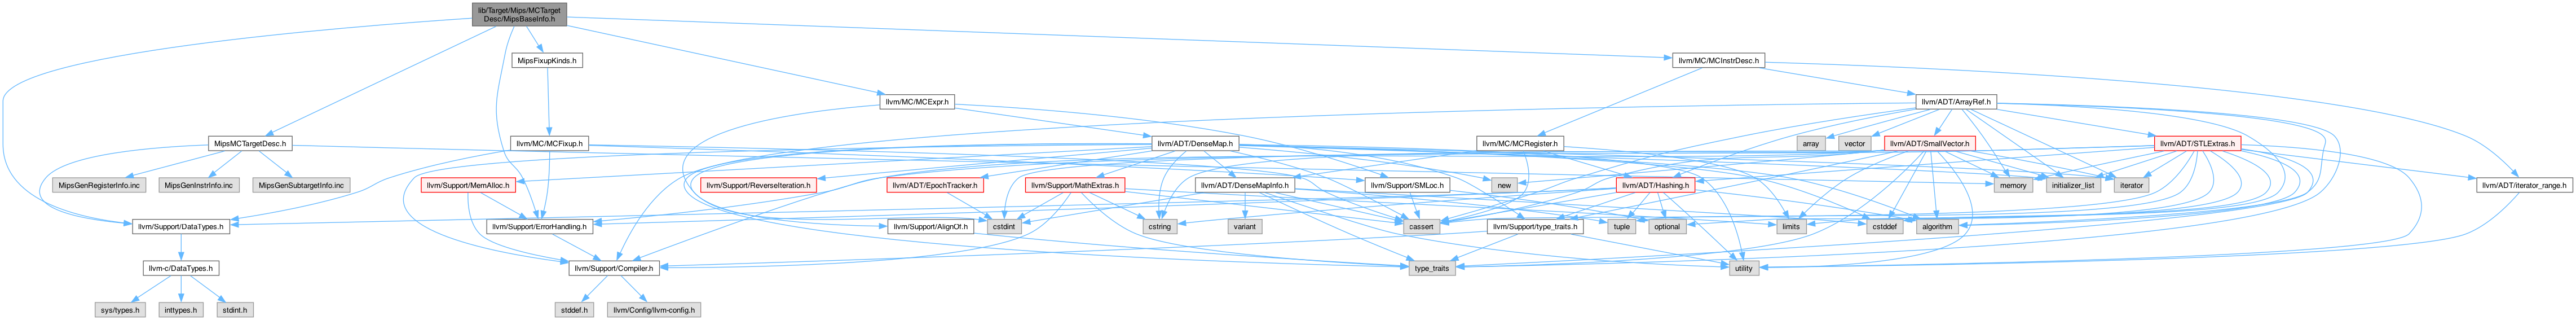 lib/Target/Mips/MCTarget
Desc/MipsBaseInfo.h
MipsFixupKinds.h
llvm/MC/MCInstrDesc.h
llvm/MC/MCExpr.h
llvm/ADT/ArrayRef.h
MipsMCTargetDesc.h
llvm/MC/MCFixup.h
llvm/ADT/DenseMap.h
llvm/MC/MCRegister.h
array
vector
llvm/ADT/SmallVector.h
llvm/ADT/STLExtras.h
MipsGenRegisterInfo.inc
MipsGenInstrInfo.inc
MipsGenSubtargetInfo.inc
llvm/Support/MemAlloc.h
llvm/Support/ReverseIteration.h
llvm/ADT/EpochTracker.h
llvm/Support/MathExtras.h
llvm/ADT/DenseMapInfo.h
llvm/Support/SMLoc.h
new
llvm/ADT/Hashing.h
memory
initializer_list
iterator
llvm/ADT/iterator_range.h
llvm/Support/DataTypes.h
llvm/Support/ErrorHandling.h
llvm/Support/AlignOf.h
cstdint
cstring
variant
cassert
tuple
optional
llvm/Support/type_traits.h
limits
cstddef
algorithm
llvm-c/DataTypes.h
llvm/Support/Compiler.h
type_traits
utility
sys/types.h
inttypes.h
stdint.h
stddef.h
llvm/Config/llvm-config.h